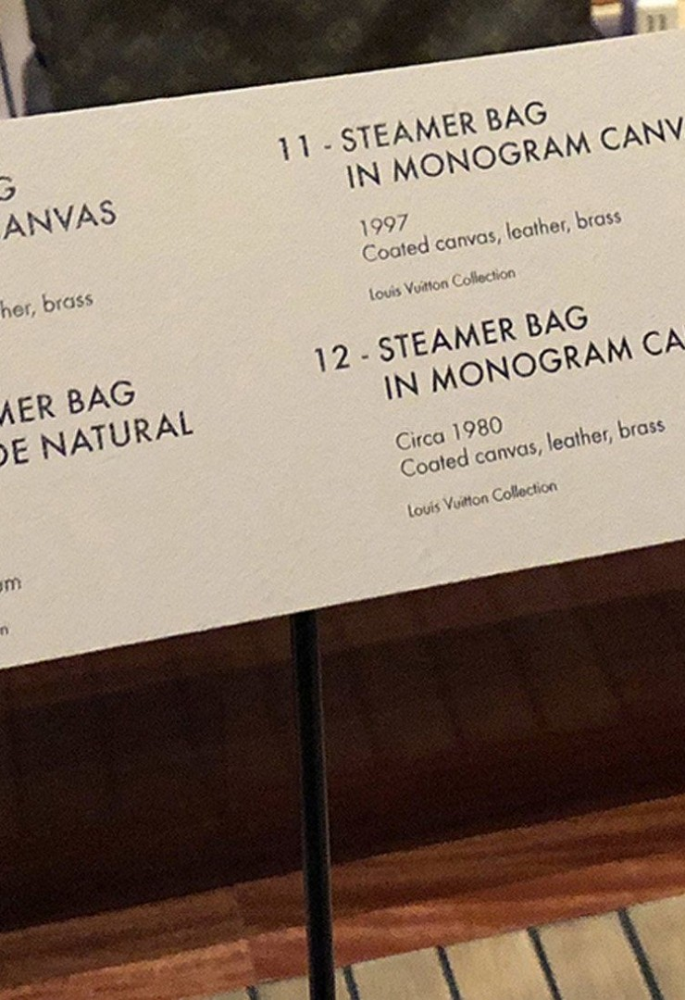 G
ANVAS
her, brass
MER BAG
DE NATURAL
um
n
11 - STEAMER BAG
IN MONOGRAM CANV
1997
Coated canvas, leather, brass
Louis Vuitton Collection
12 - STEAMER BAG
IN MONOGRAM CA
Circa 1980
Coated canvas, leather, brass
Louis Vuitton Collection